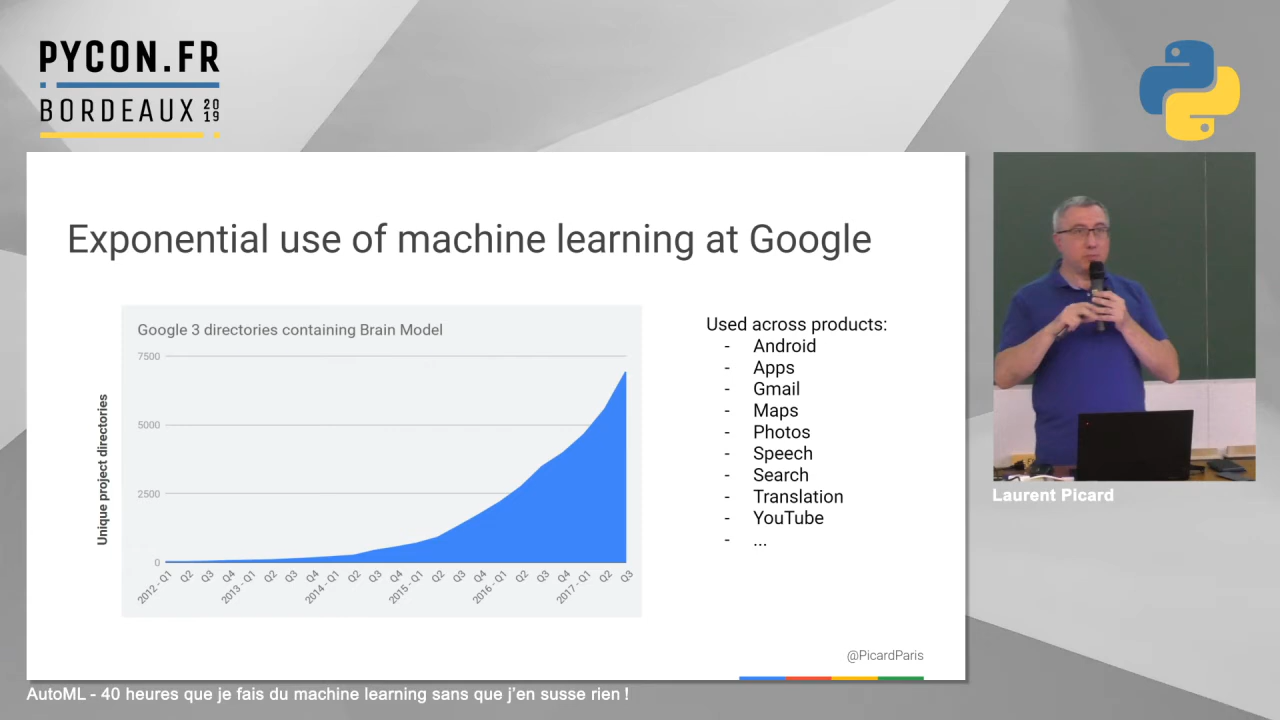 PYCON.FR
BORDEAUX 2019
Exponential use of machine learning at Google
Google 3 directories containing Brain Model
7500
5000
2500
0
Unique project directories
2012 - Q1 Q2 Q3 Q4 2013 - Q1 Q2 Q3 Q4 2014 - Q1 Q2 Q3 Q4 2015 - Q1 Q2 Q3 Q4 2016 - Q1 Q2 Q3 Q4 2017 - Q1 Q2 Q3
Used across products:
- Android
- Apps
- Gmail
- Maps
- Photos
- Speech
- Search
- Translation
- YouTube
- ...
@PicardParis
Laurent Picard
AutoML - 40 heures que je fais du machine learning sans que j'en susse rien !